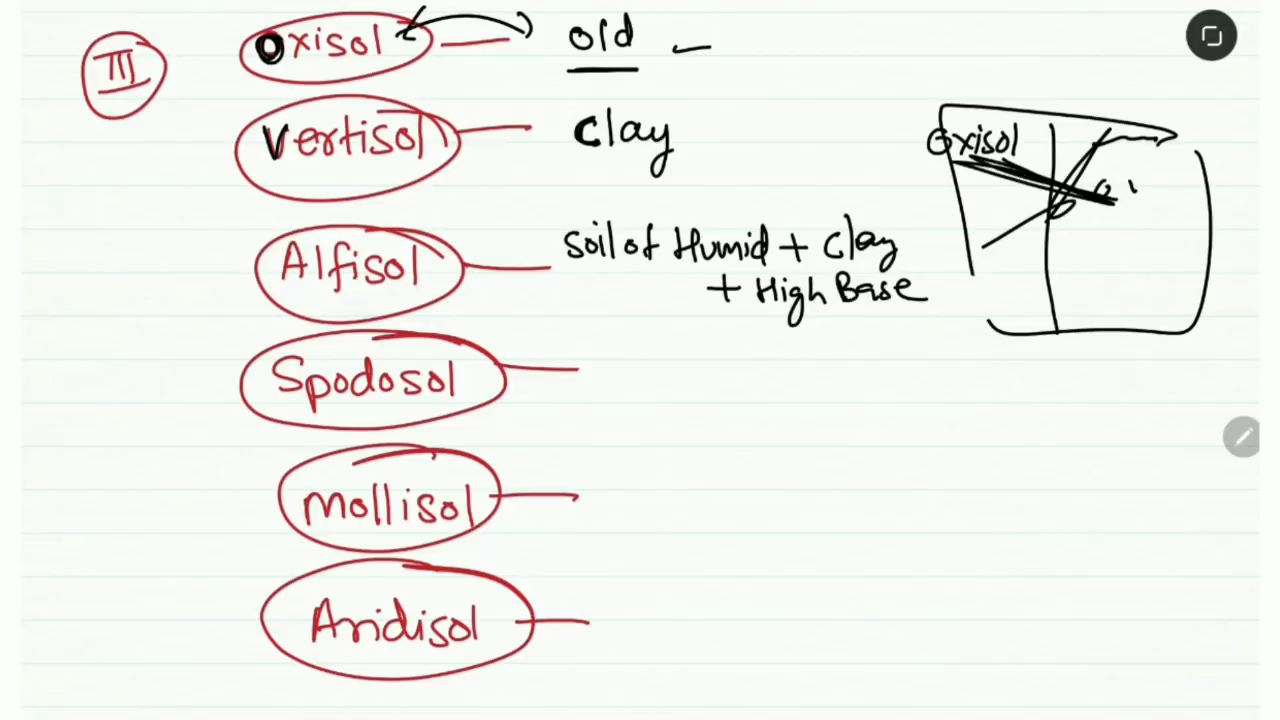 III
Oxisol — old
Vertisol — clay
Oxisol
Alfisol — soil of Humid + clay
+ High Base
Spodosol —
Mollisol —
Aridisol —